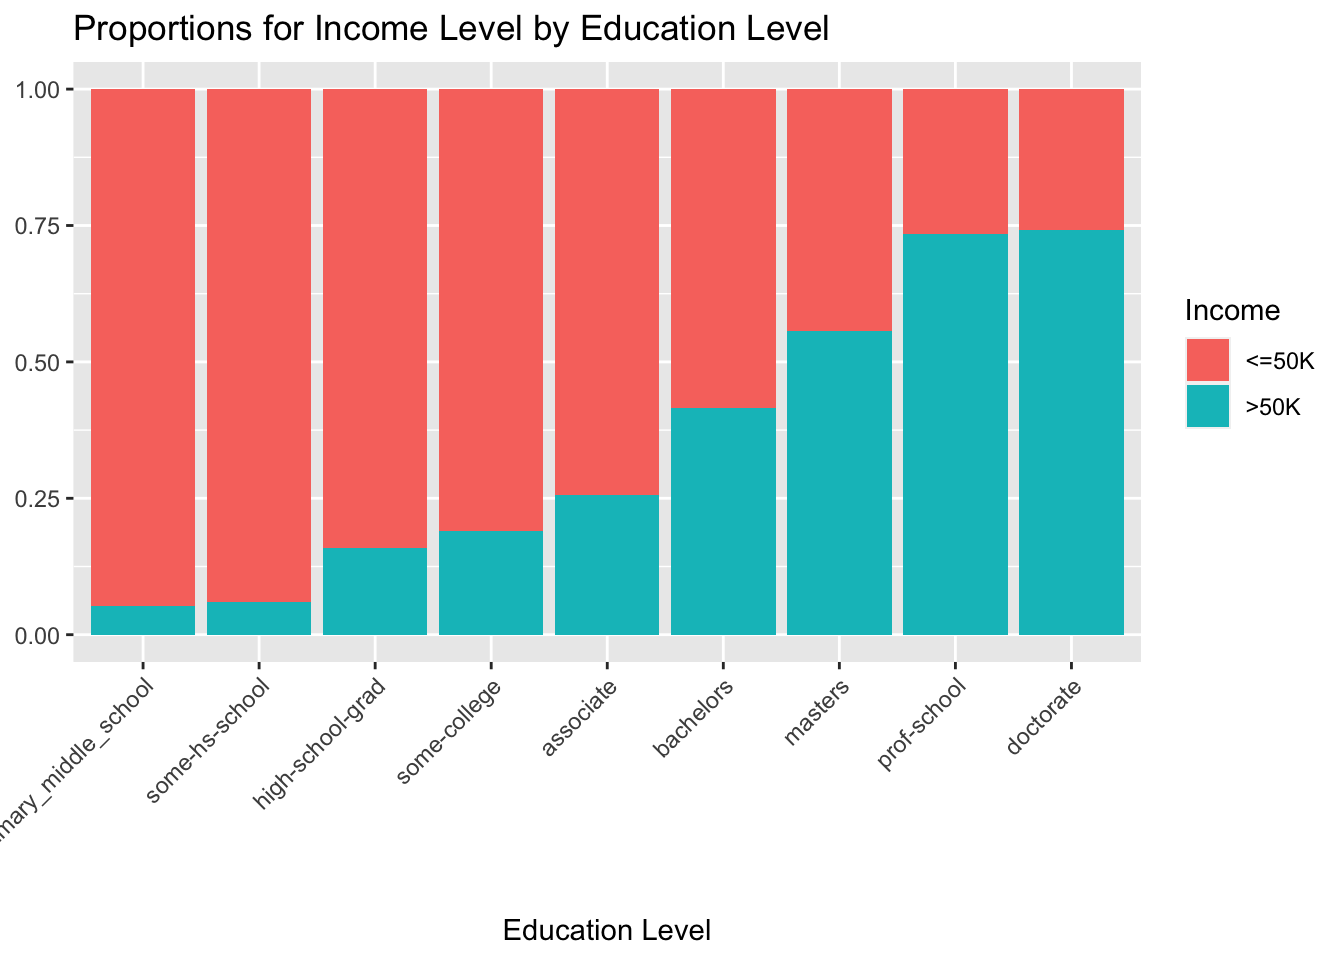 Proportions for Income Level by Education Level
1.00
0.75
0.50
0.25
0.00
some-hs-school
high-school-grad
some-college
associate
bachelors
masters
prof-school
doctorate
Education Level
Income
<=50K
>50K